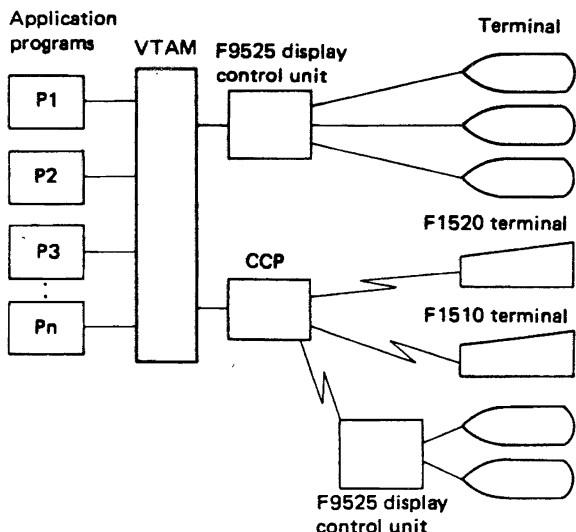 Application
programs
VTAM
F9525 display
control unit
Terminal
P1
P2
P3
Pn
CCP
F1520 terminal
F1510 terminal
F9525 display
control unit